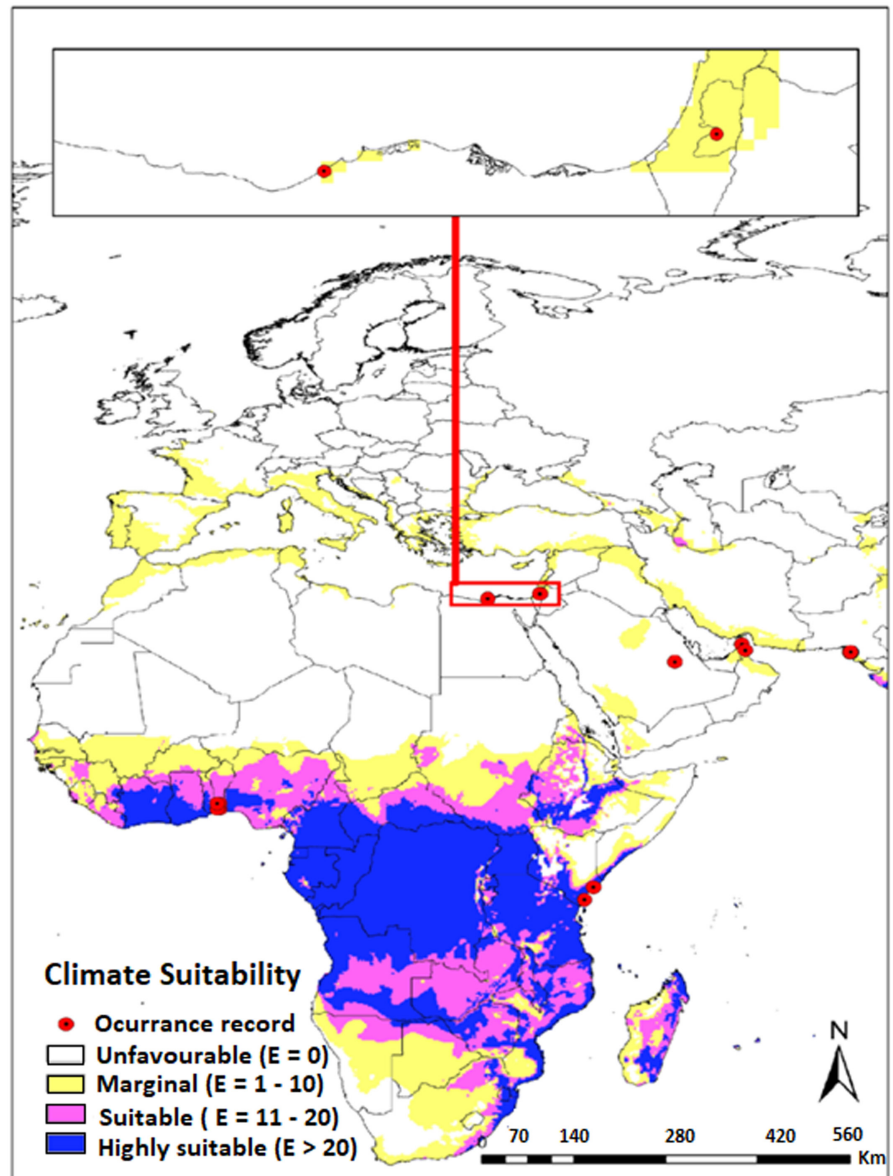 Climate Suitability
Ocurrance record
Unfavourable (E = 0)
Marginal (E = 1 - 10)
Suitable ( E = 11 - 20)
Highly suitable (E > 20)
N
0 70 140 280 420 560
Km